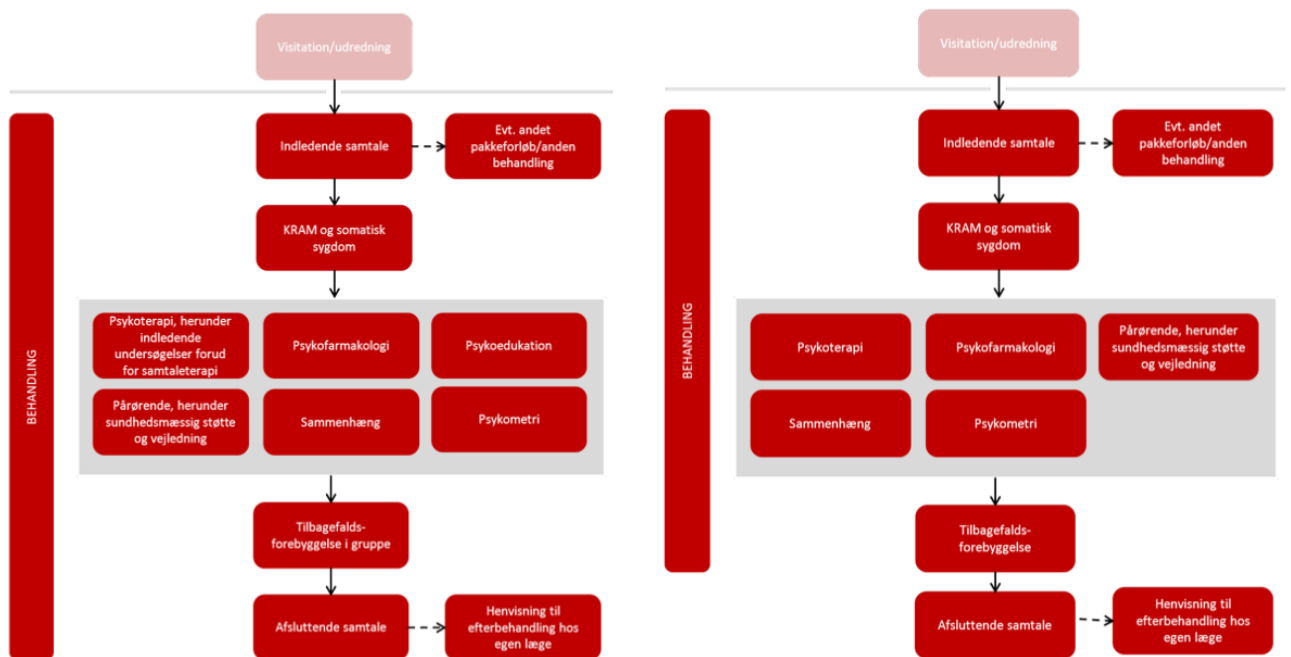 Visitation/udredning
BEHANDLING
Indledende samtale
Evt. andet
pakkeforløb/anden
behandling
KRAM og somatisk
sygdom
Psykoterapi, herunder
indledende
undersøgelser forud
for samtaleterapi
Psykofarmakologi
Psykoedukation
Pårørende, herunder
sundhedsmæssig støtte
og vejledning
Sammenhæng
Psykometri
Tilbagefalds-
forebyggelse i gruppe
Afsluttende samtale
Henvisning til
efterbehandling hos
egen læge
Visitation/udredning
BEHANDLING
Indledende samtale
Evt. andet
pakkeforløb/anden
behandling
KRAM og somatisk
sygdom
Psykoterapi
Psykofarmakologi
Pårørende, herunder
sundhedsmæssig støtte
og vejledning
Sammenhæng
Psykometri
Tilbagefalds-
forebyggelse
Afsluttende samtale
Henvisning til
efterbehandling hos
egen læge